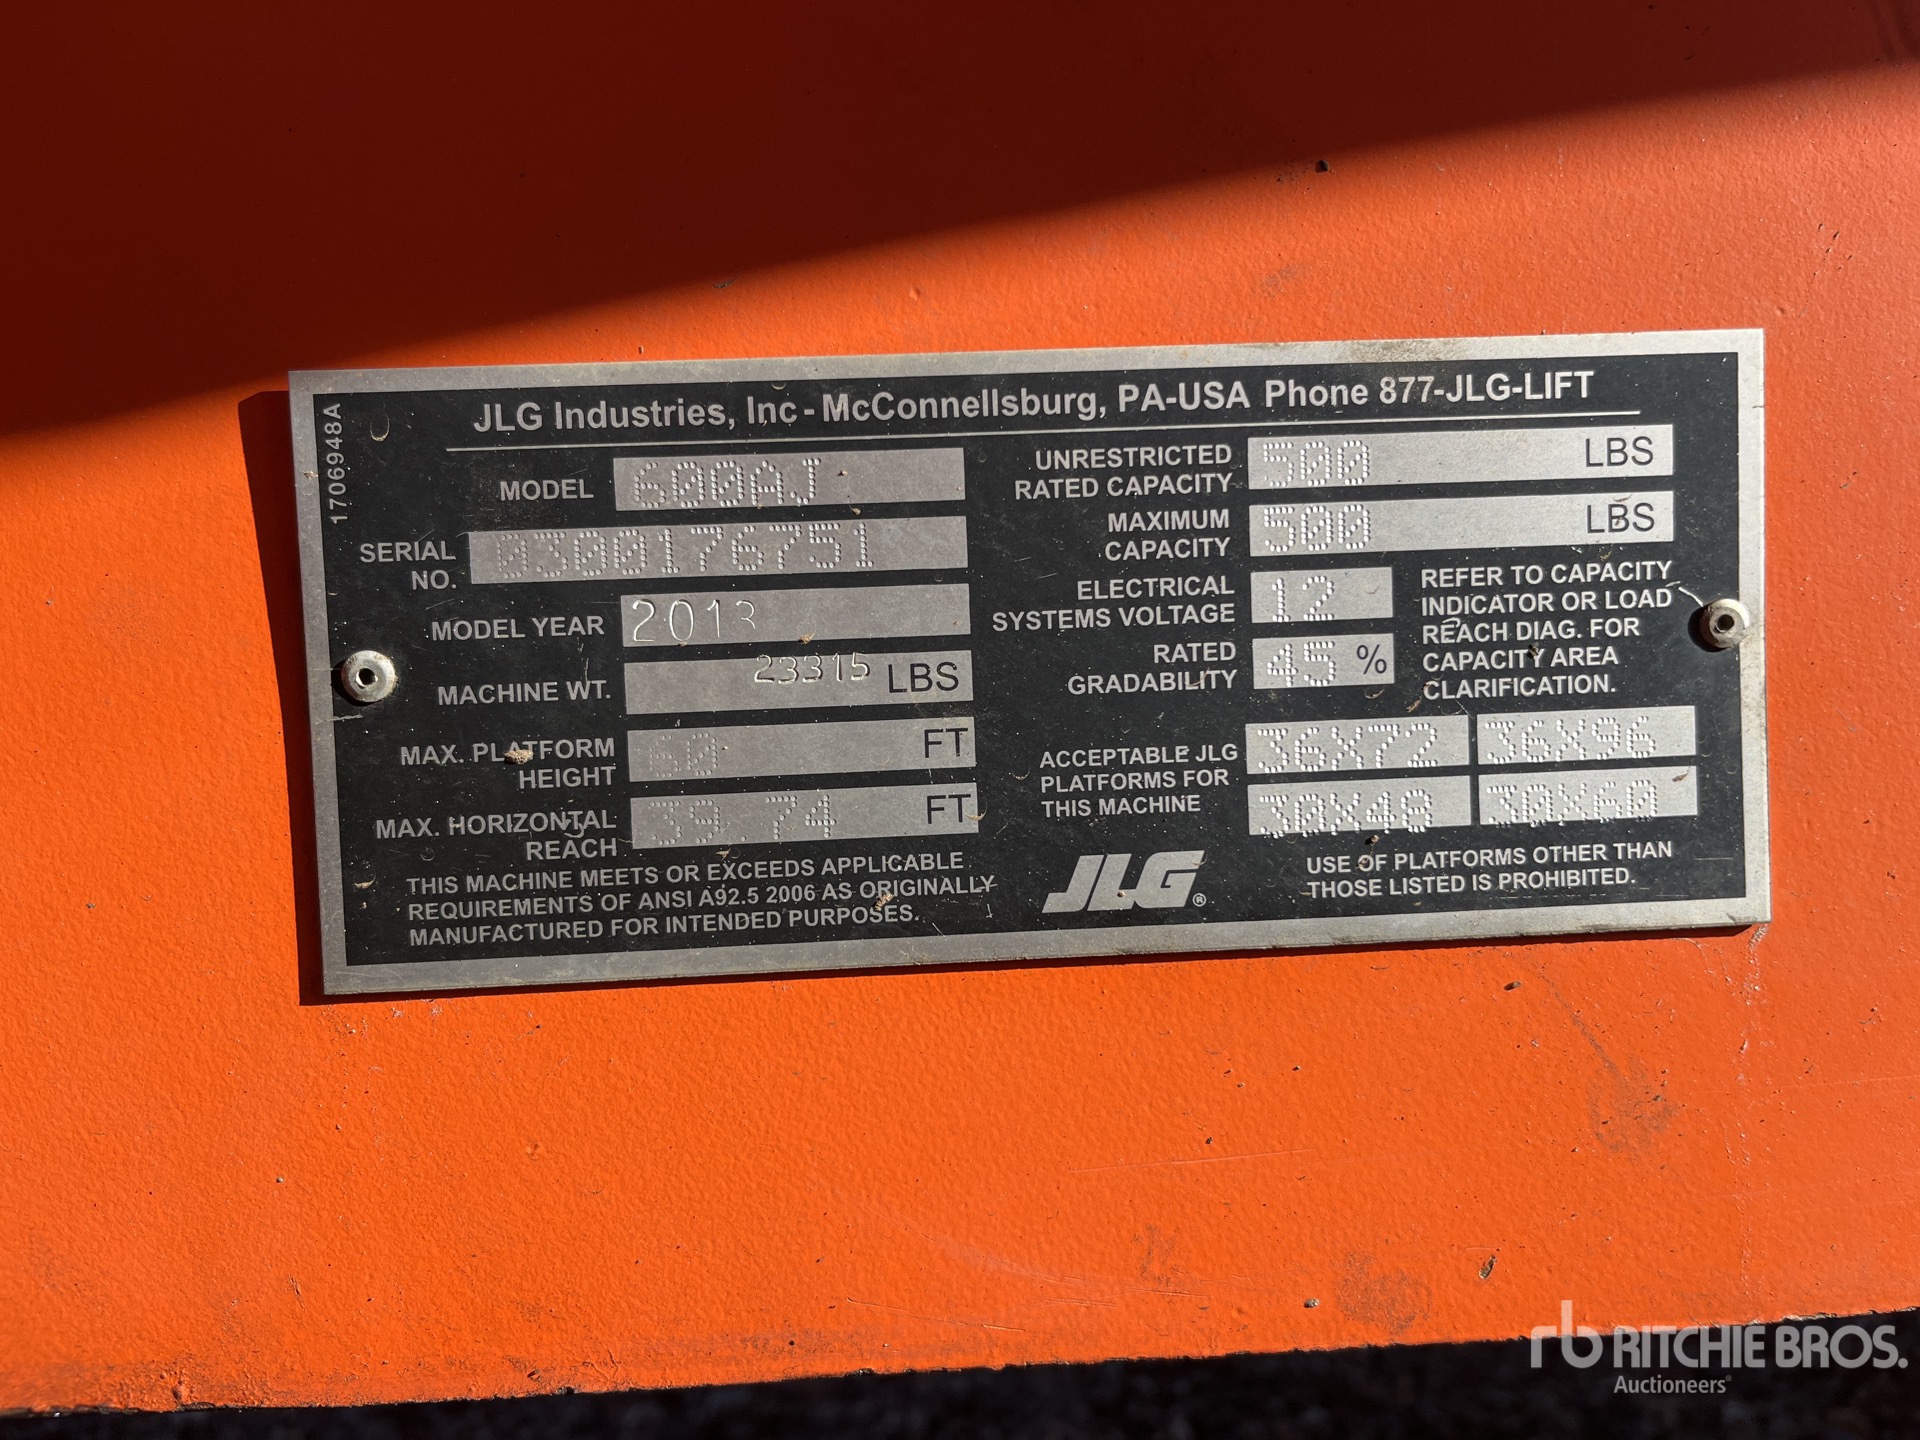 1706948A
JLG Industries, Inc - McConnellsburg, PA-USA Phone 877-JLG-LIFT
MODEL 600AJ
SERIAL NO. 0300176751
MODEL YEAR 2013
MACHINE WT. 23315 LBS
MAX. PLATFORM HEIGHT 60 FT
MAX. HORIZONTAL REACH 39.74 FT
THIS MACHINE MEETS OR EXCEEDS APPLICABLE
REQUIREMENTS OF ANSI A92.5 2006 AS ORIGINALLY
MANUFACTURED FOR INTENDED PURPOSES.
UNRESTRICTED RATED CAPACITY 500 LBS
MAXIMUM CAPACITY 500 LBS
ELECTRICAL SYSTEMS VOLTAGE 12
RATED GRADABILITY 45 %
REFER TO CAPACITY
INDICATOR OR LOAD
REACH DIAG. FOR
CAPACITY AREA
CLARIFICATION.
ACCEPTABLE JLG
PLATFORMS FOR
THIS MACHINE
36X72 36X96
30X48 30X60
JLG®
USE OF PLATFORMS OTHER THAN
THOSE LISTED IS PROHIBITED.
rb RITCHIE BROS.
Auctioneers